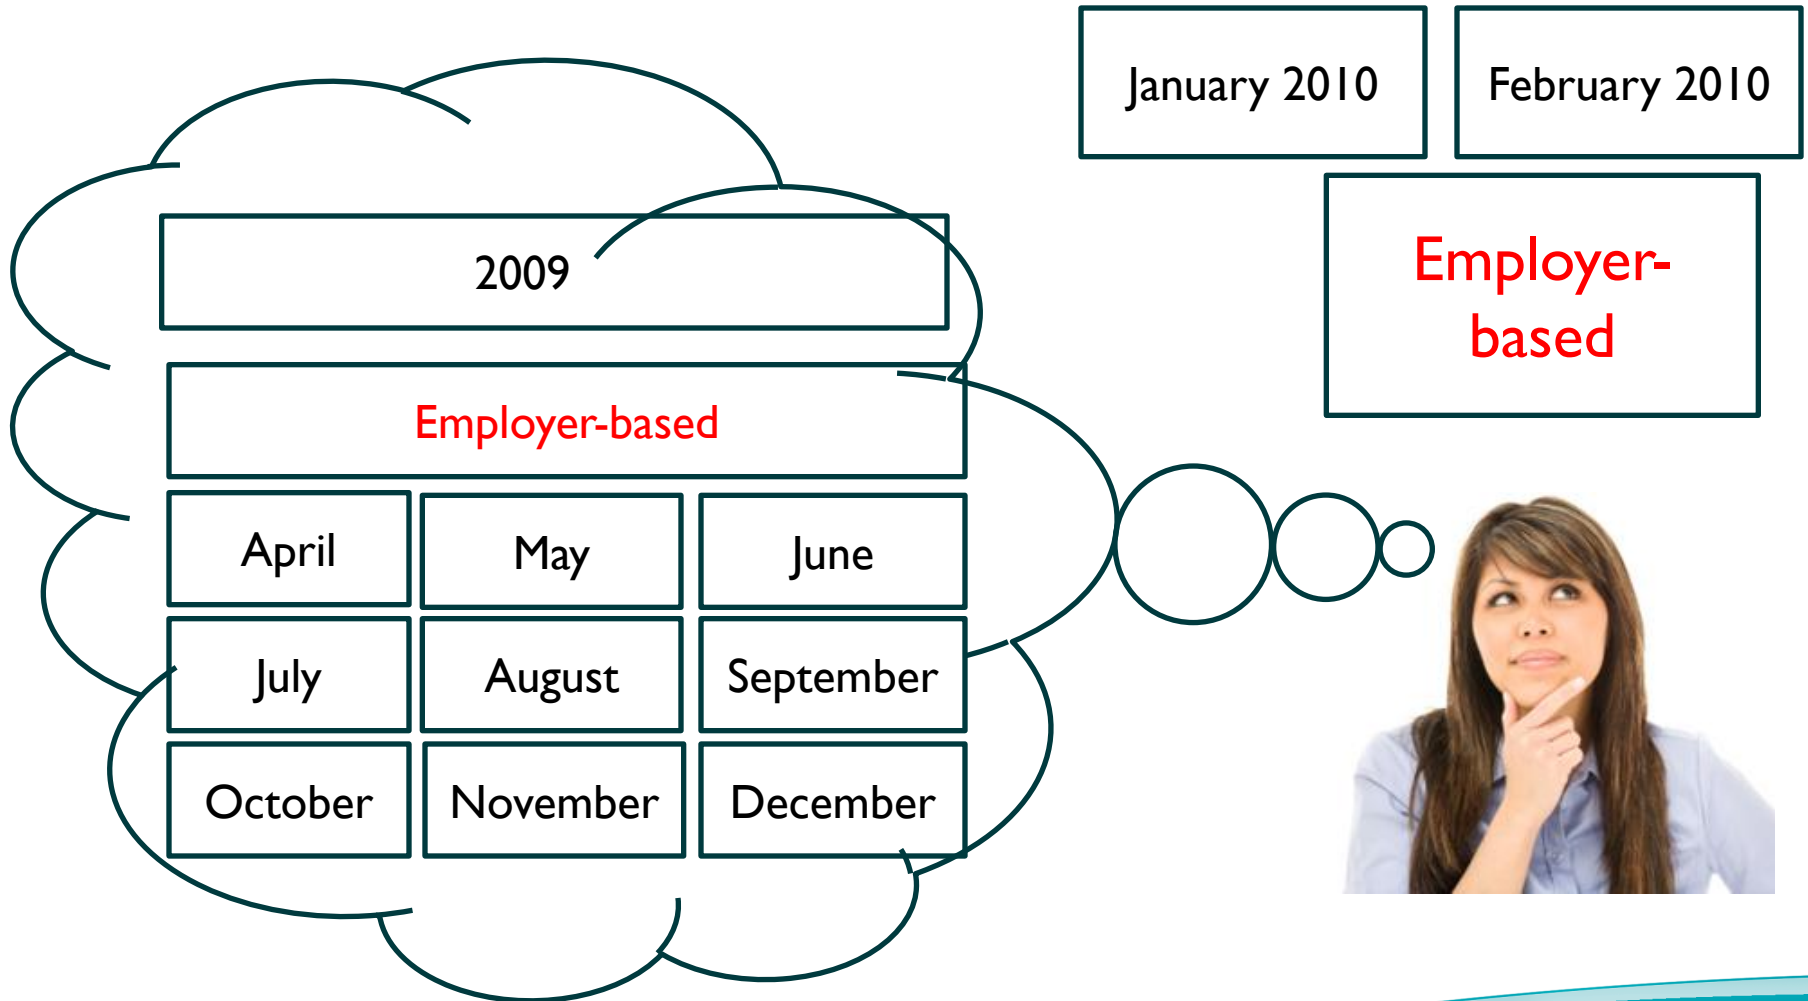 January 2010
February 2010
Employer-
based
2009
Employer-based
April
May
June
July
August
September
October
November
December